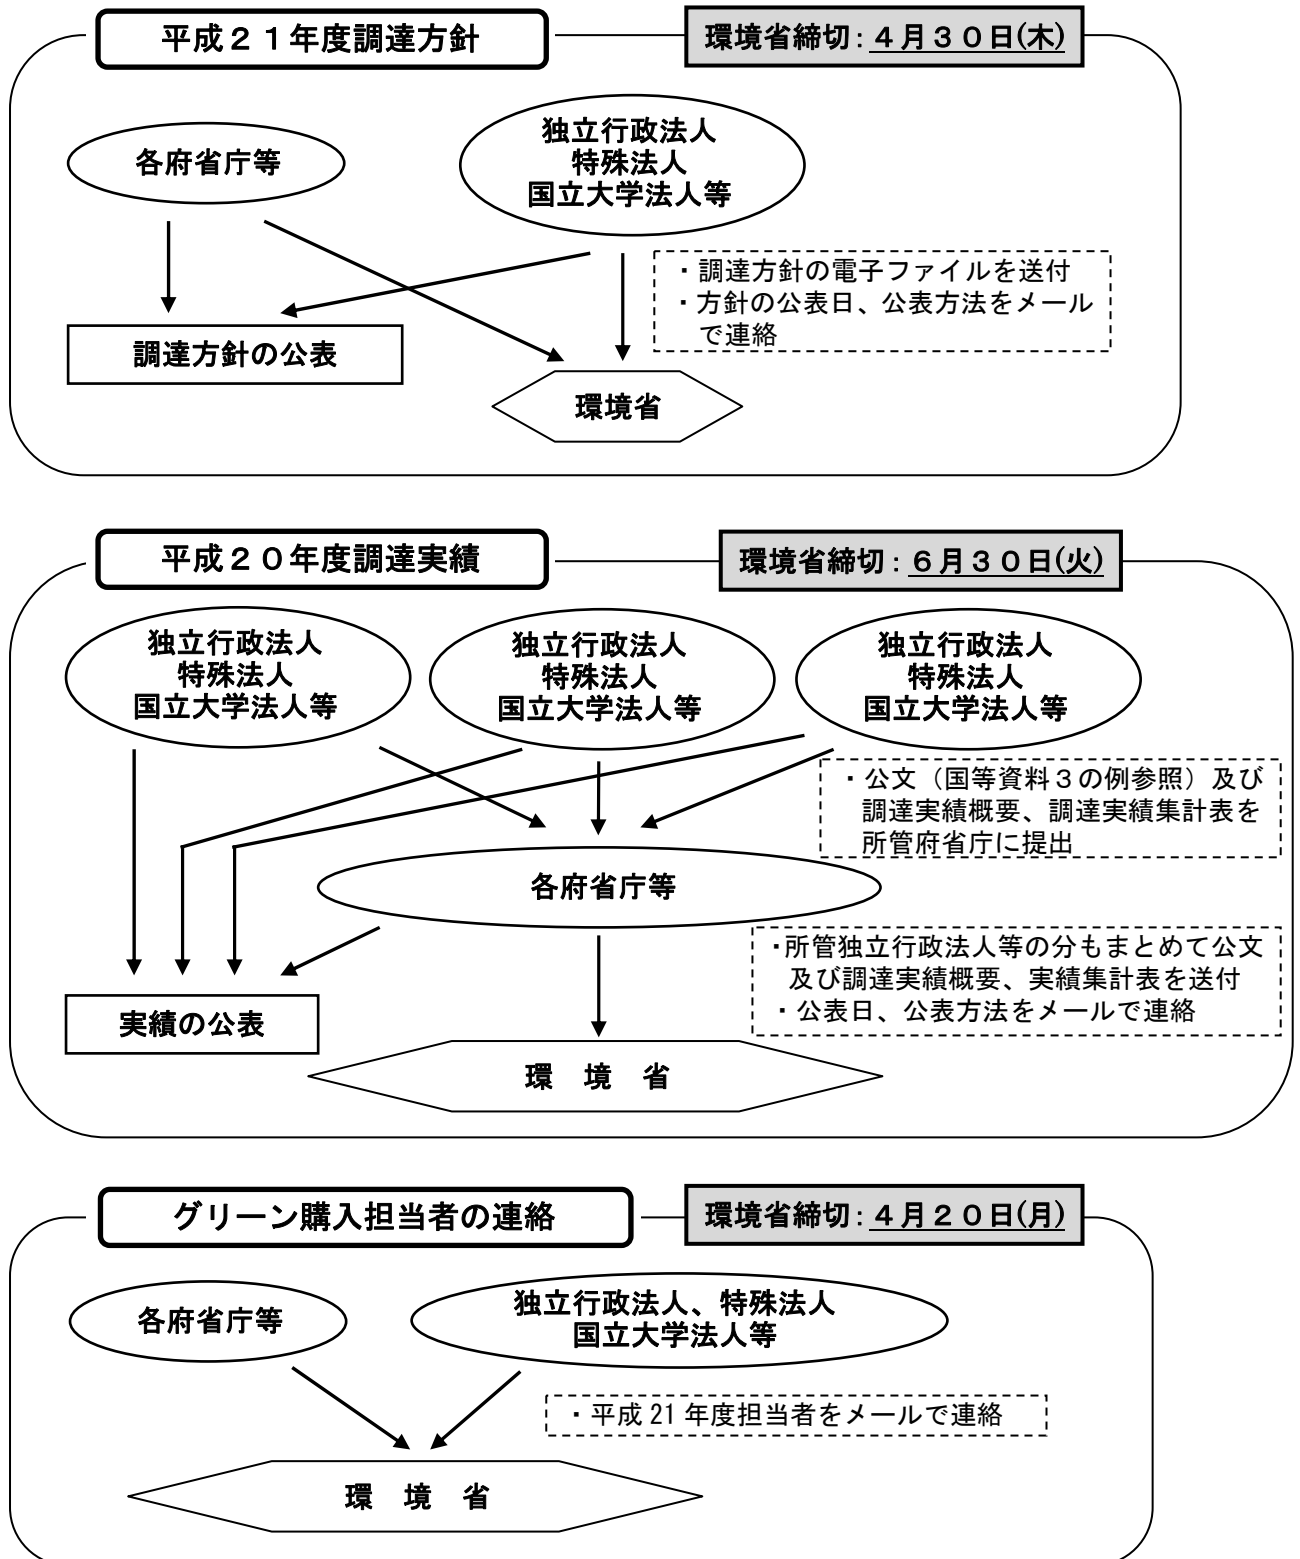 平成２１年度調達方針
環境省締切：４月３０日(木)
各府省庁等
独立行政法人
特殊法人
国立大学法人等
・調達方針の電子ファイルを送付
・方針の公表日、公表方法をメール
で連絡
調達方針の公表
環境省
平成２０年度調達実績
環境省締切：６月３０日(火)
独立行政法人
特殊法人
国立大学法人等
独立行政法人
特殊法人
国立大学法人等
独立行政法人
特殊法人
国立大学法人等
・公文（国等資料３の例参照）及び
調達実績概要、調達実績集計表を
所管府省庁に提出
各府省庁等
・所管独立行政法人等の分もまとめて公文
及び調達実績概要、実績集計表を送付
・公表日、公表方法をメールで連絡
実績の公表
環　境　省
グリーン購入担当者の連絡
環境省締切：４月２０日(月)
各府省庁等
独立行政法人、特殊法人
国立大学法人等
・平成 21 年度担当者をメールで連絡
環　境　省